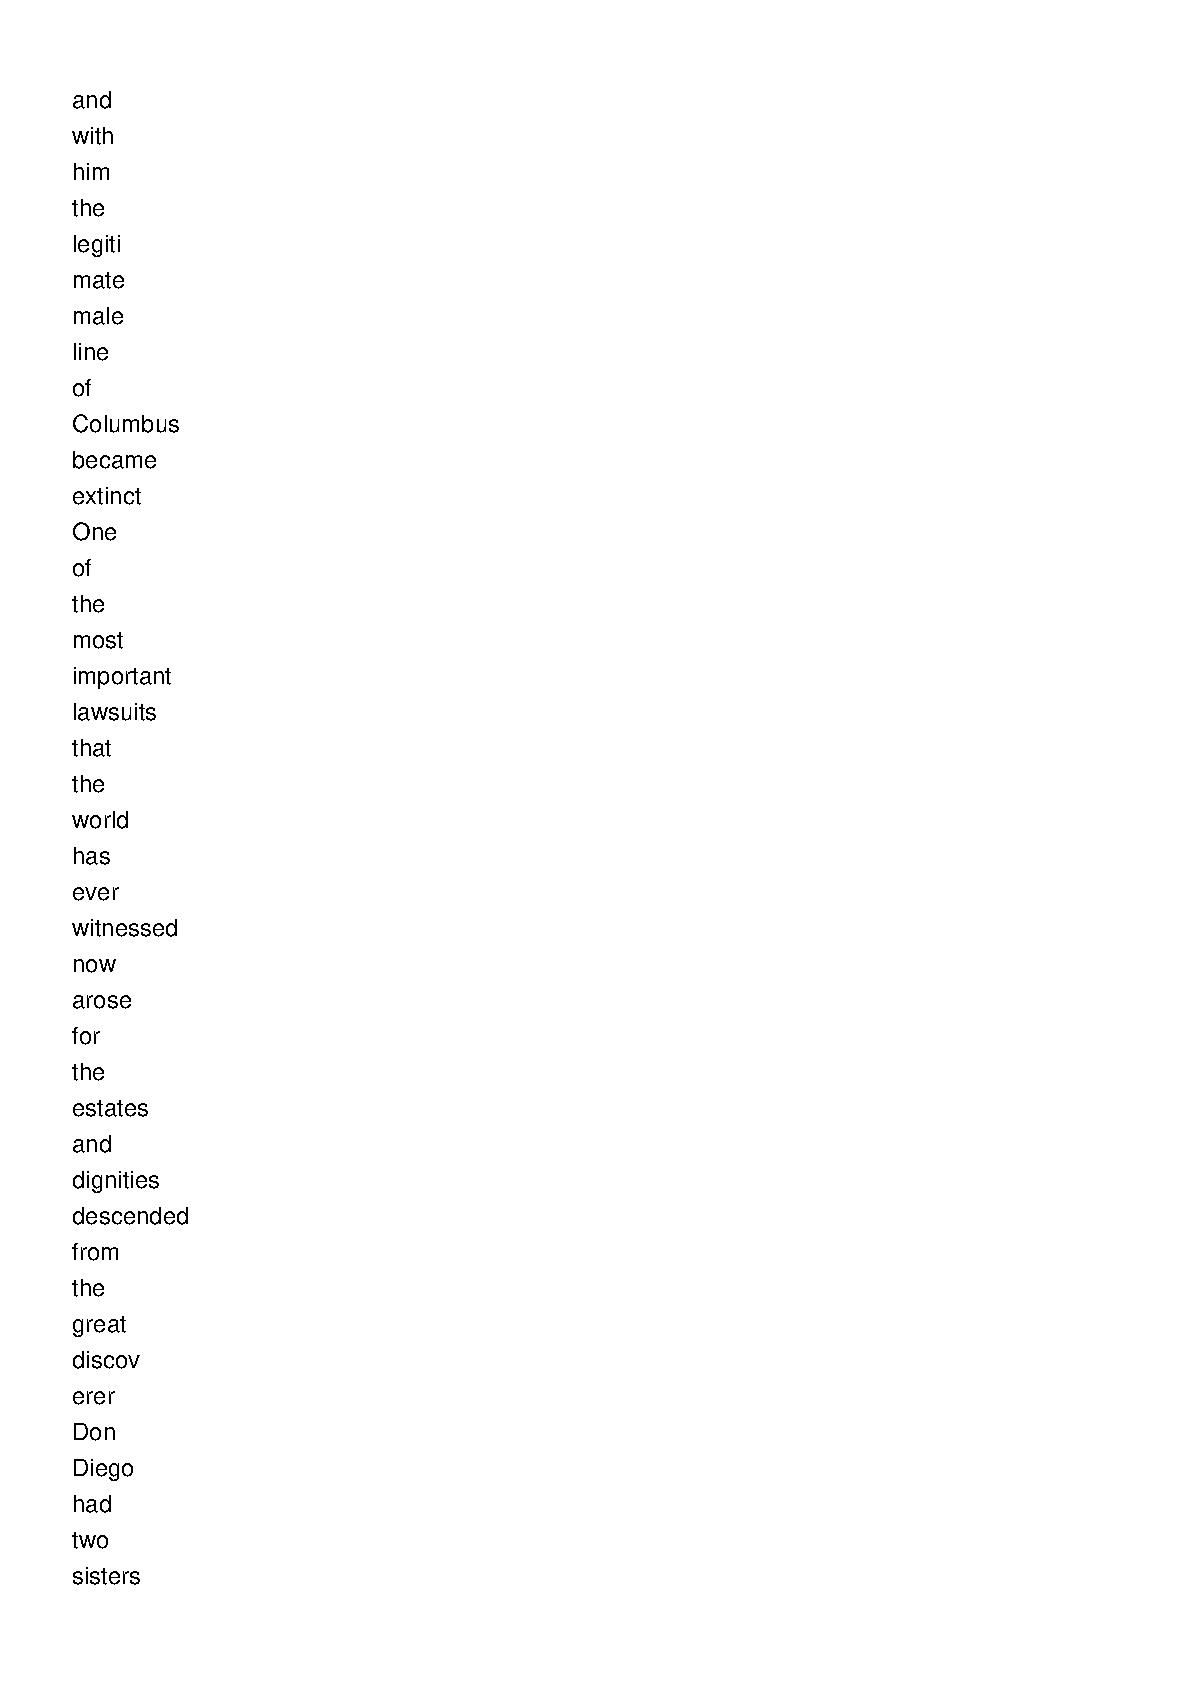 and
with
him
the
legiti
mate
male
line
of
Columbus
became
extinct
One
of
the
most
important
lawsuits
that
the
world
has
ever
witnessed
now
arose
for
the
estates
and
dignities
descended
from
the
great
discov
erer
Don
Diego
had
two
sisters